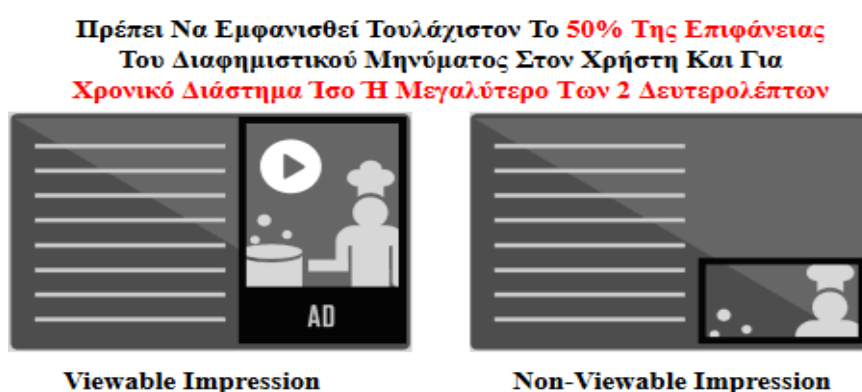 Πρέπει Να Εμφανισθεί Τουλάχιστον Το 50% Της Επιφάνειας
Του Διαφημιστικού Μηνύματος Στον Χρήστη Και Για
Χρονικό Διάστημα Ίσο Ή Μεγαλύτερο Των 2 Δευτερολέπτων
AD
Viewable Impression
Non-Viewable Impression